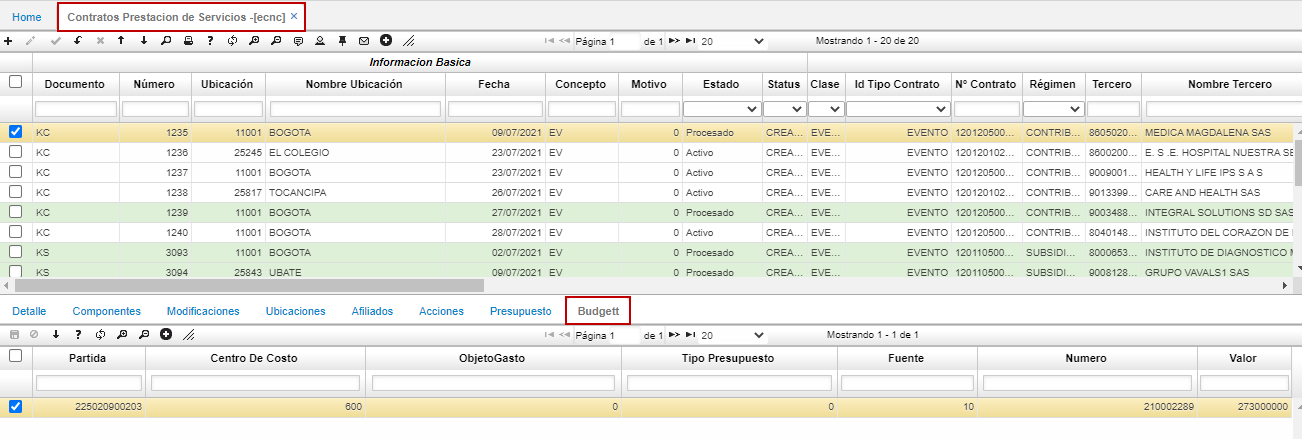 Home Contratos Prestacion de Servicios -[ecnc] ×
Página 1 de 1 20 Mostrando 1 - 20 de 20
Informacion Basica
Documento Número Ubicación Nombre Ubicación Fecha Concepto Motivo Estado Status Clase Id Tipo Contrato Nº Contrato Régimen Tercero Nombre Tercero
KC 1235 11001 BOGOTA 09/07/2021 EV 0 Procesado CREA... EVE... EVENTO 120120500... CONTRIB... 8605020... MEDICA MAGDALENA SAS
KC 1236 25245 EL COLEGIO 23/07/2021 EV 0 Activo CREA... EVE... EVENTO 120120102... CONTRIB... 8600200... E. S .E. HOSPITAL NUESTRA SE
KC 1237 11001 BOGOTA 23/07/2021 EV 0 Activo CREA... EVE... EVENTO 120120500... CONTRIB... 9009001... HEALTH Y LIFE IPS S A S
KC 1238 25817 TOCANCIPA 26/07/2021 EV 0 Activo CREA... EVE... EVENTO 120120102... CONTRIB... 9013399... CARE AND HEALTH SAS
KC 1239 11001 BOGOTA 27/07/2021 EV 0 Procesado CREA... EVE... EVENTO 120120500... CONTRIB... 9003488... INTEGRAL SOLUTIONS SD SAS
KC 1240 11001 BOGOTA 28/07/2021 EV 0 Activo CREA... EVE... EVENTO 120120500... CONTRIB... 8040148... INSTITUTO DEL CORAZON DE
KS 3093 11001 BOGOTA 02/07/2021 EV 0 Procesado CREA... EVE... EVENTO 120110500... SUBSIDI... 8000653... INSTITUTO DE DIAGNOSTICO
KS 3094 25843 UBATE 09/07/2021 EV 0 Procesado CREA... EVE... EVENTO 120110500... SUBSIDI... 9008128... GRUPO VAVALS1 SAS
Detalle Componentes Modificaciones Ubicaciones Afiliados Acciones Presupuesto Budgett
Página 1 de 1 20 Mostrando 1 - 1 de 1
Partida Centro De Costo ObjetoGasto Tipo Presupuesto Fuente Numero Valor
225020900203 600 0 0 10 210002289 273000000